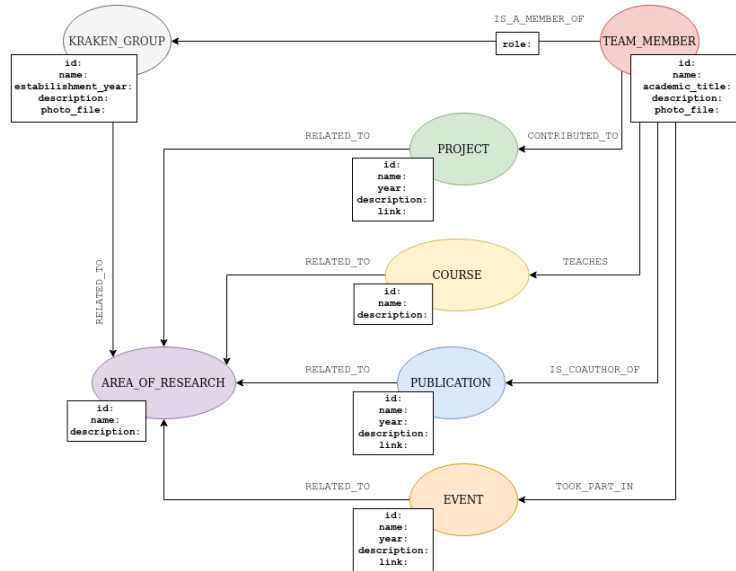 IS_A_MEMBER_OF
KRAKEN_GROUP
role:
TEAM_MEMBER
id:
name:
estabilishment_year:
description:
photo_file:
id:
name:
academic_title:
description:
photo_file:
RELATED_TO
PROJECT
CONTRIBUTED_TO
id:
name:
year:
description:
link:
RELATED_TO
RELATED_TO
COURSE
TEACHES
id:
name:
description:
AREA_OF_RESEARCH
RELATED_TO
PUBLICATION
IS_COAUTHOR_OF
id:
name:
description:
id:
name:
year:
description:
link:
RELATED_TO
EVENT
TOOK_PART_IN
id:
name:
year:
description:
link: